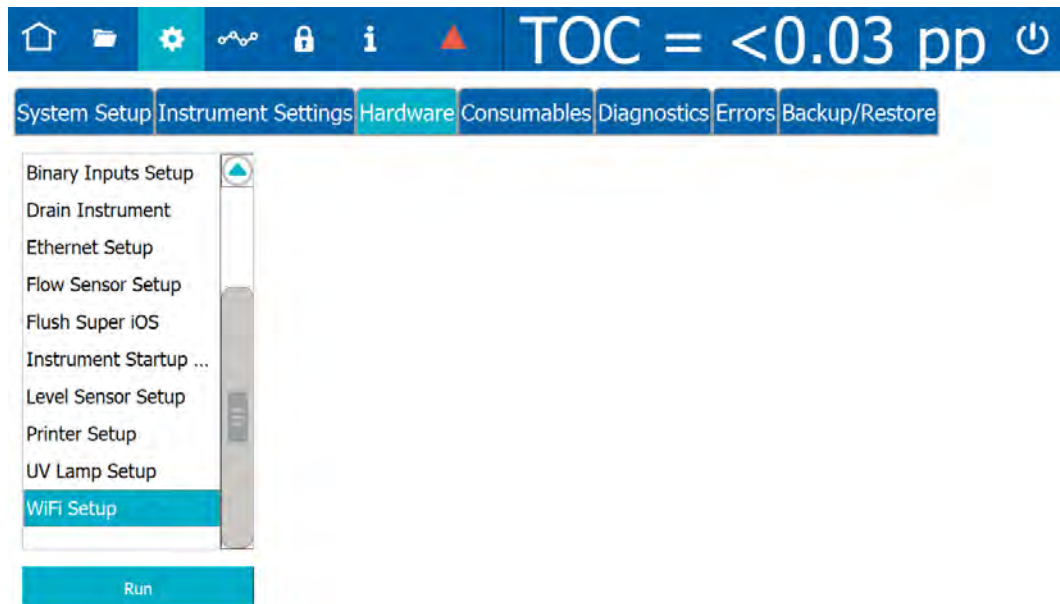 TOC = <0.03 pp
System Setup Instrument Settings Hardware Consumables Diagnostics Errors Backup/Restore
Binary Inputs Setup
Drain Instrument
Ethernet Setup
Flow Sensor Setup
Flush Super iOS
Instrument Startup ...
Level Sensor Setup
Printer Setup
UV Lamp Setup
WiFi Setup
Run